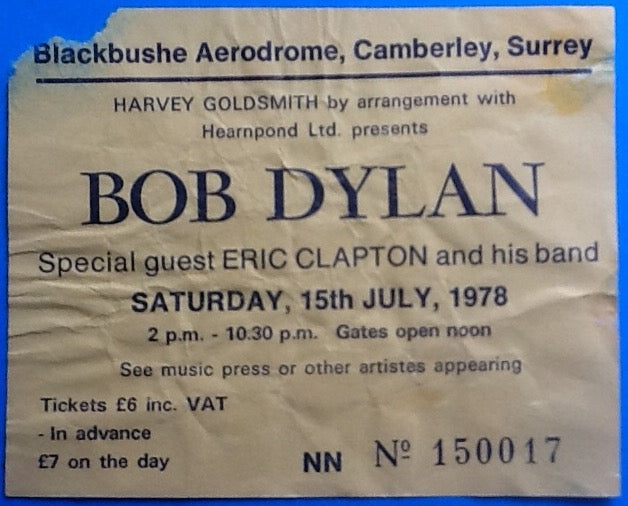 Blackbushe Aerodrome, Camberley, Surrey
HARVEY GOLDSMITH by arrangement with
Hearnpond Ltd. presents
BOB DYLAN
Special guest ERIC CLAPTON and his band
SATURDAY, 15th JULY, 1978
2 p.m. - 10.30 p.m. Gates open noon
See music press or other artistes appearing
Tickets £6 inc. VAT
- In advance
£7 on the day
NN Nº 150017